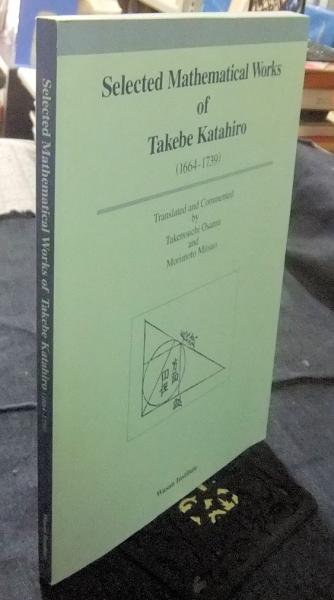 Selected Mathematical Works
of
Takebe Katahiro
(1664-1739)
Translated and Commented
by
Takenouchi Osamu
and
Morimoto Mitsuo
Wasan Institute
Selected Mathematical Works of Takebe Katahiro (1664-1739)
Wasan Institute